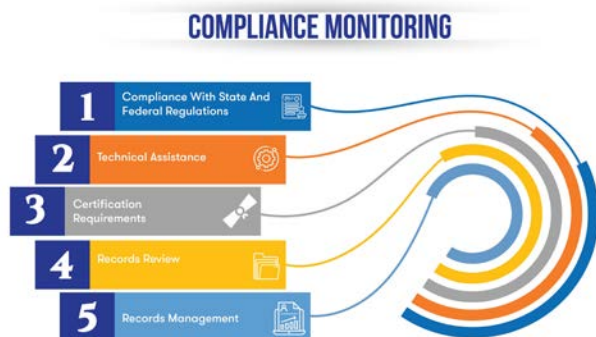 COMPLIANCE MONITORING
1
Compliance With State And
Federal Regulations
2
Technical Assistance
3
Certification
Requirements
4
Records Review
5
Records Management